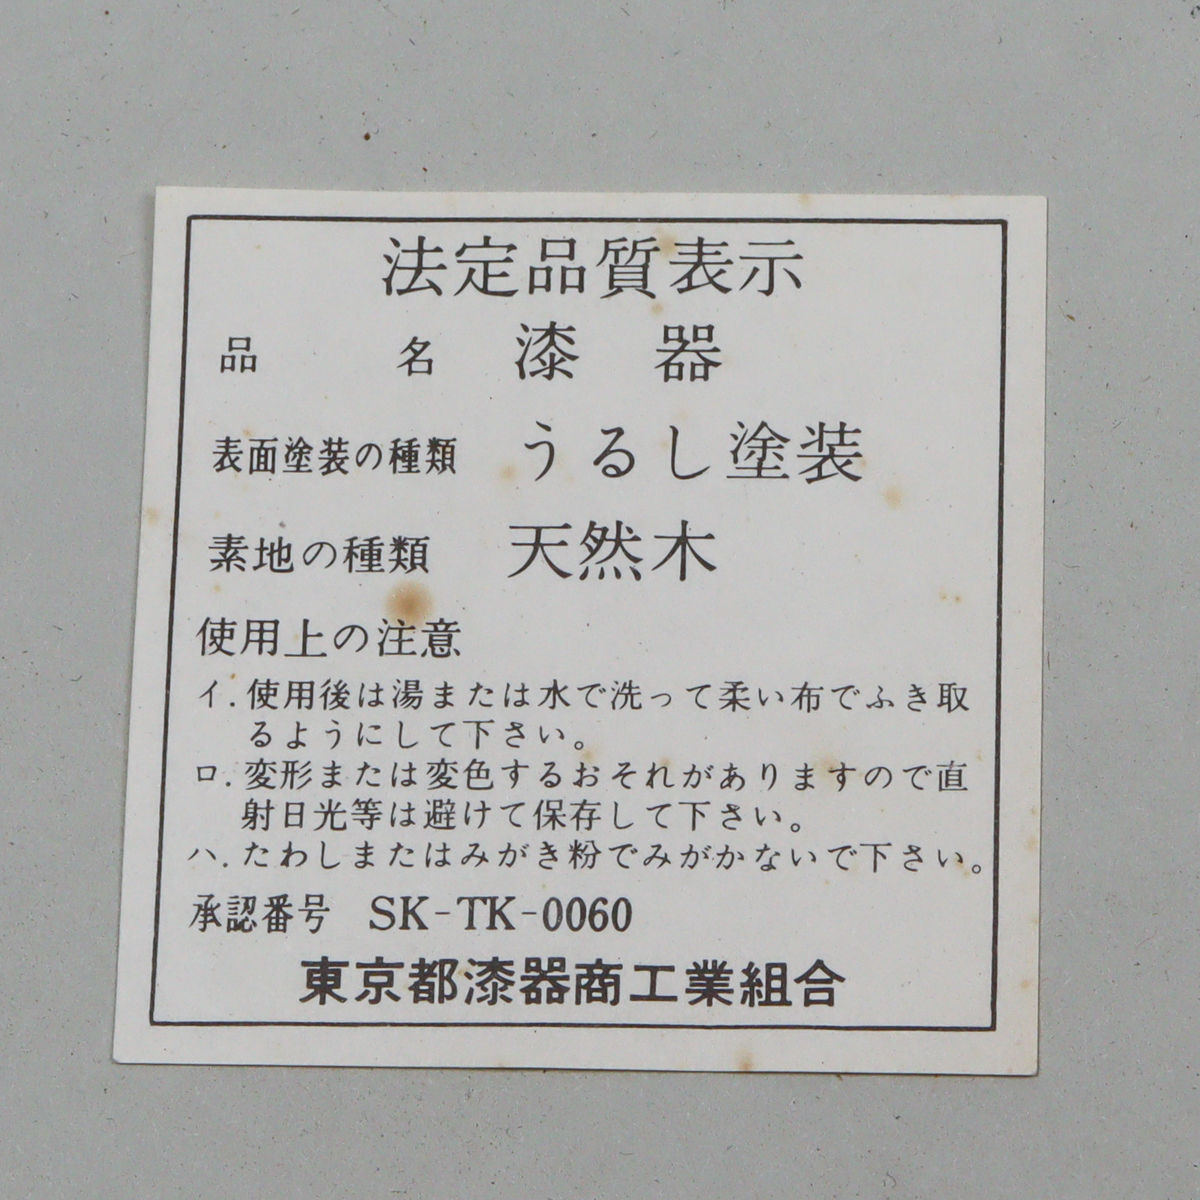 法定品質表示
品名 漆器
表面塗装の種類 うるし塗装
素地の種類 天然木
使用上の注意
イ.使用後は湯または水で洗って柔い布でふき取
るようにして下さい。
ロ.変形または変色するおそれがありますので直
射日光等は避けて保存して下さい。
ハ.たわしまたはみがき粉でみがかないで下さい。
承認番号 SK-TK-0060
東京都漆器商工業組合